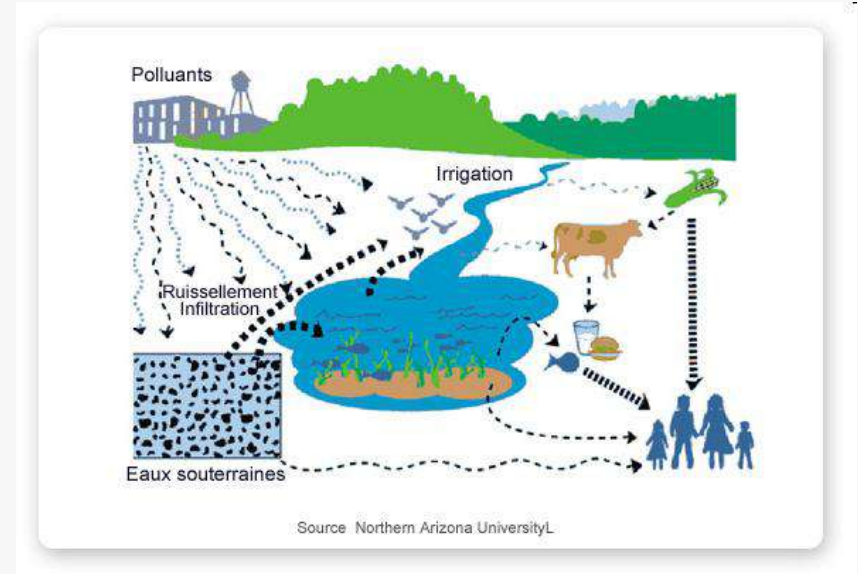 Polluants
Irrigation
Ruissellement
Infiltration
Eaux souterraines
Source Northern Arizona UniversityL